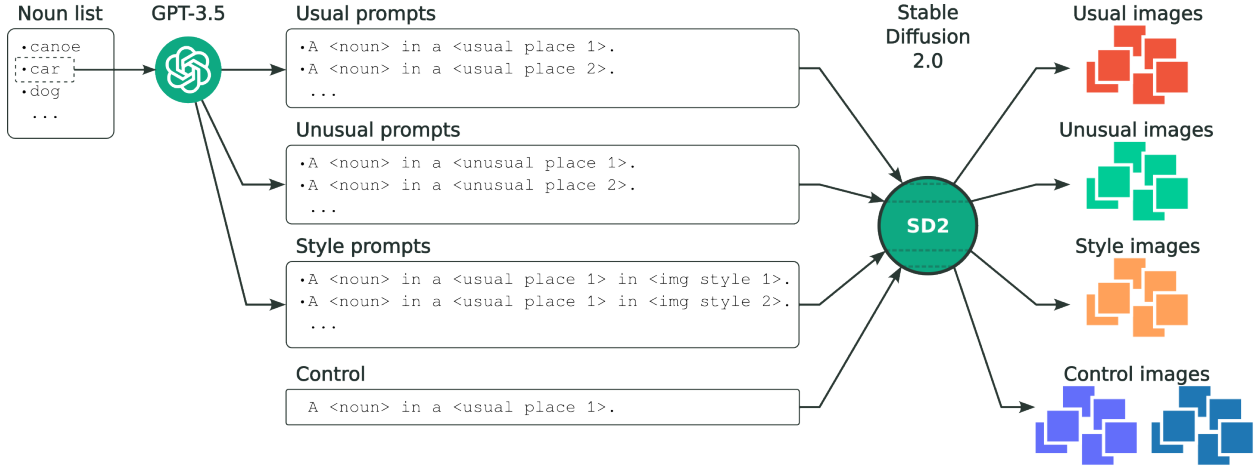 Noun list
•canoe
•car
•dog
...
GPT-3.5
Usual prompts
•A <noun> in a <usual place 1>.
•A <noun> in a <usual place 2>.
...
Unusual prompts
•A <noun> in a <unusual place 1>.
•A <noun> in a <unusual place 2>.
...
Style prompts
•A <noun> in a <usual place 1> in <img style 1>.
•A <noun> in a <usual place 1> in <img style 2>.
...
Control
A <noun> in a <usual place 1>.
Stable
Diffusion
2.0
SD2
Usual images
Unusual images
Style images
Control images